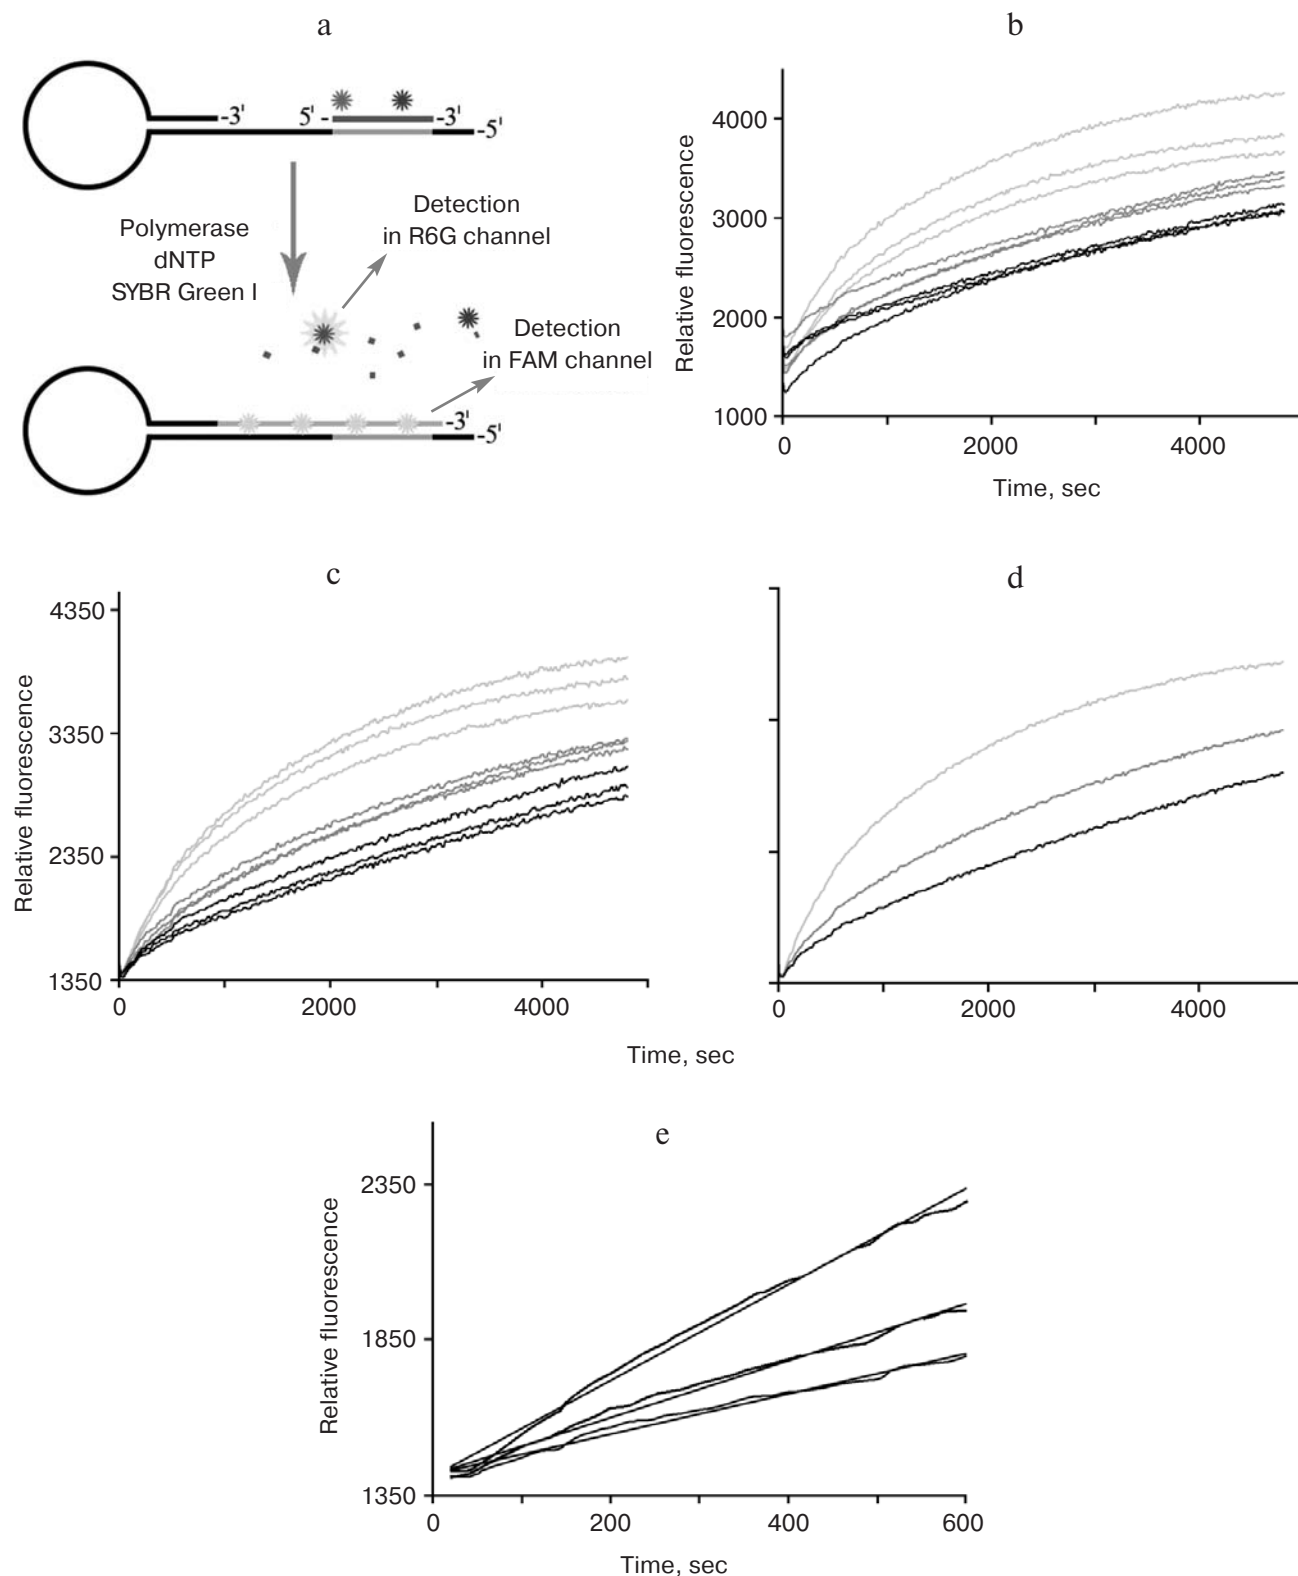 a
-3'
5' -
-3'
-5'
Polymerase
dNTP
SYBR Green I
Detection
in R6G channel
Detection
in FAM channel
-3'
-5'
b
Relative fluorescence
4000
3000
2000
1000
0
2000
4000
Time, sec
c
Relative fluorescence
4350
3350
2350
1350
0
2000
4000
d
0
2000
4000
Time, sec
e
Relative fluorescence
2350
1850
1350
0
200
400
600
Time, sec